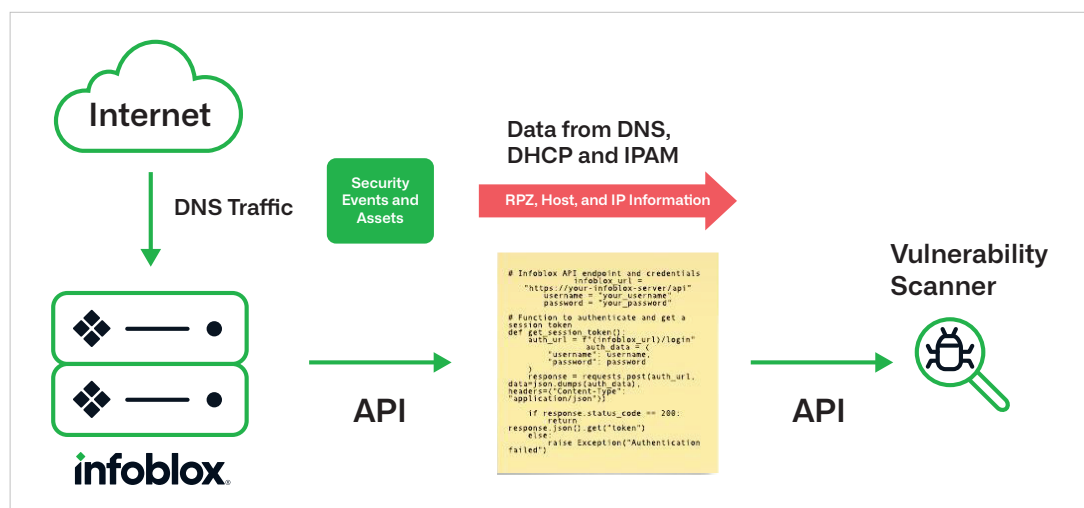 Internet
DNS Traffic
Security
Events and
Assets
Data from DNS,
DHCP and IPAM
RPZ, Host, and IP Information
# Infoblox API endpoint and credentials
infoblox_url =
"https://your-infoblox-server/api"
username = "your_username"
password = "your_password"
# Function to authenticate and get a
session token
def get_session_token():
auth_url = f"(infoblox_url)/login"
auth_data = (
"username": username,
"password": password
)
response = requests.post(auth_url,
data=json.dumps(auth_data),
headers=("Content-Type":
"application/json"))
if response.status_code == 200:
return
response.json().get("token")
else:
raise Exception("Authentication
failed")
API
API
Vulnerability
Scanner
infoblox®